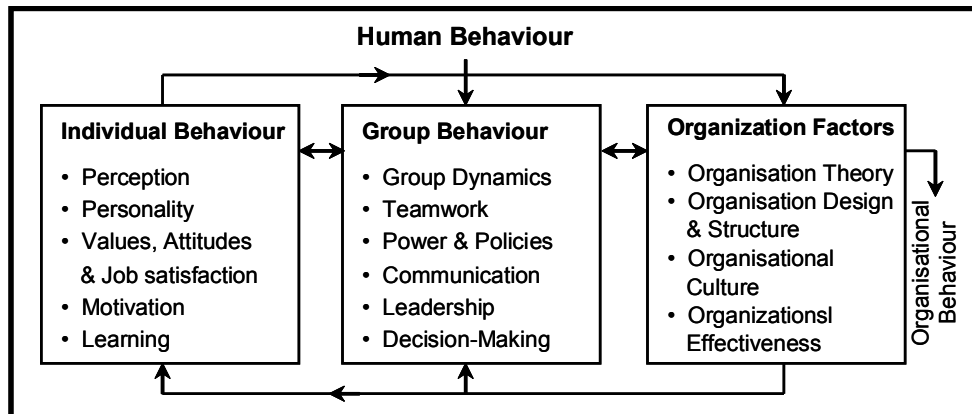 Human Behaviour
Individual Behaviour
• Perception
• Personality
• Values, Attitudes
& Job satisfaction
• Motivation
• Learning
Group Behaviour
• Group Dynamics
• Teamwork
• Power & Policies
• Communication
• Leadership
• Decision-Making
Organization Factors
• Organisation Theory
• Organisation Design
& Structure
• Organisational
Culture
• Organizationsl
Effectiveness
Organisational
Behaviour